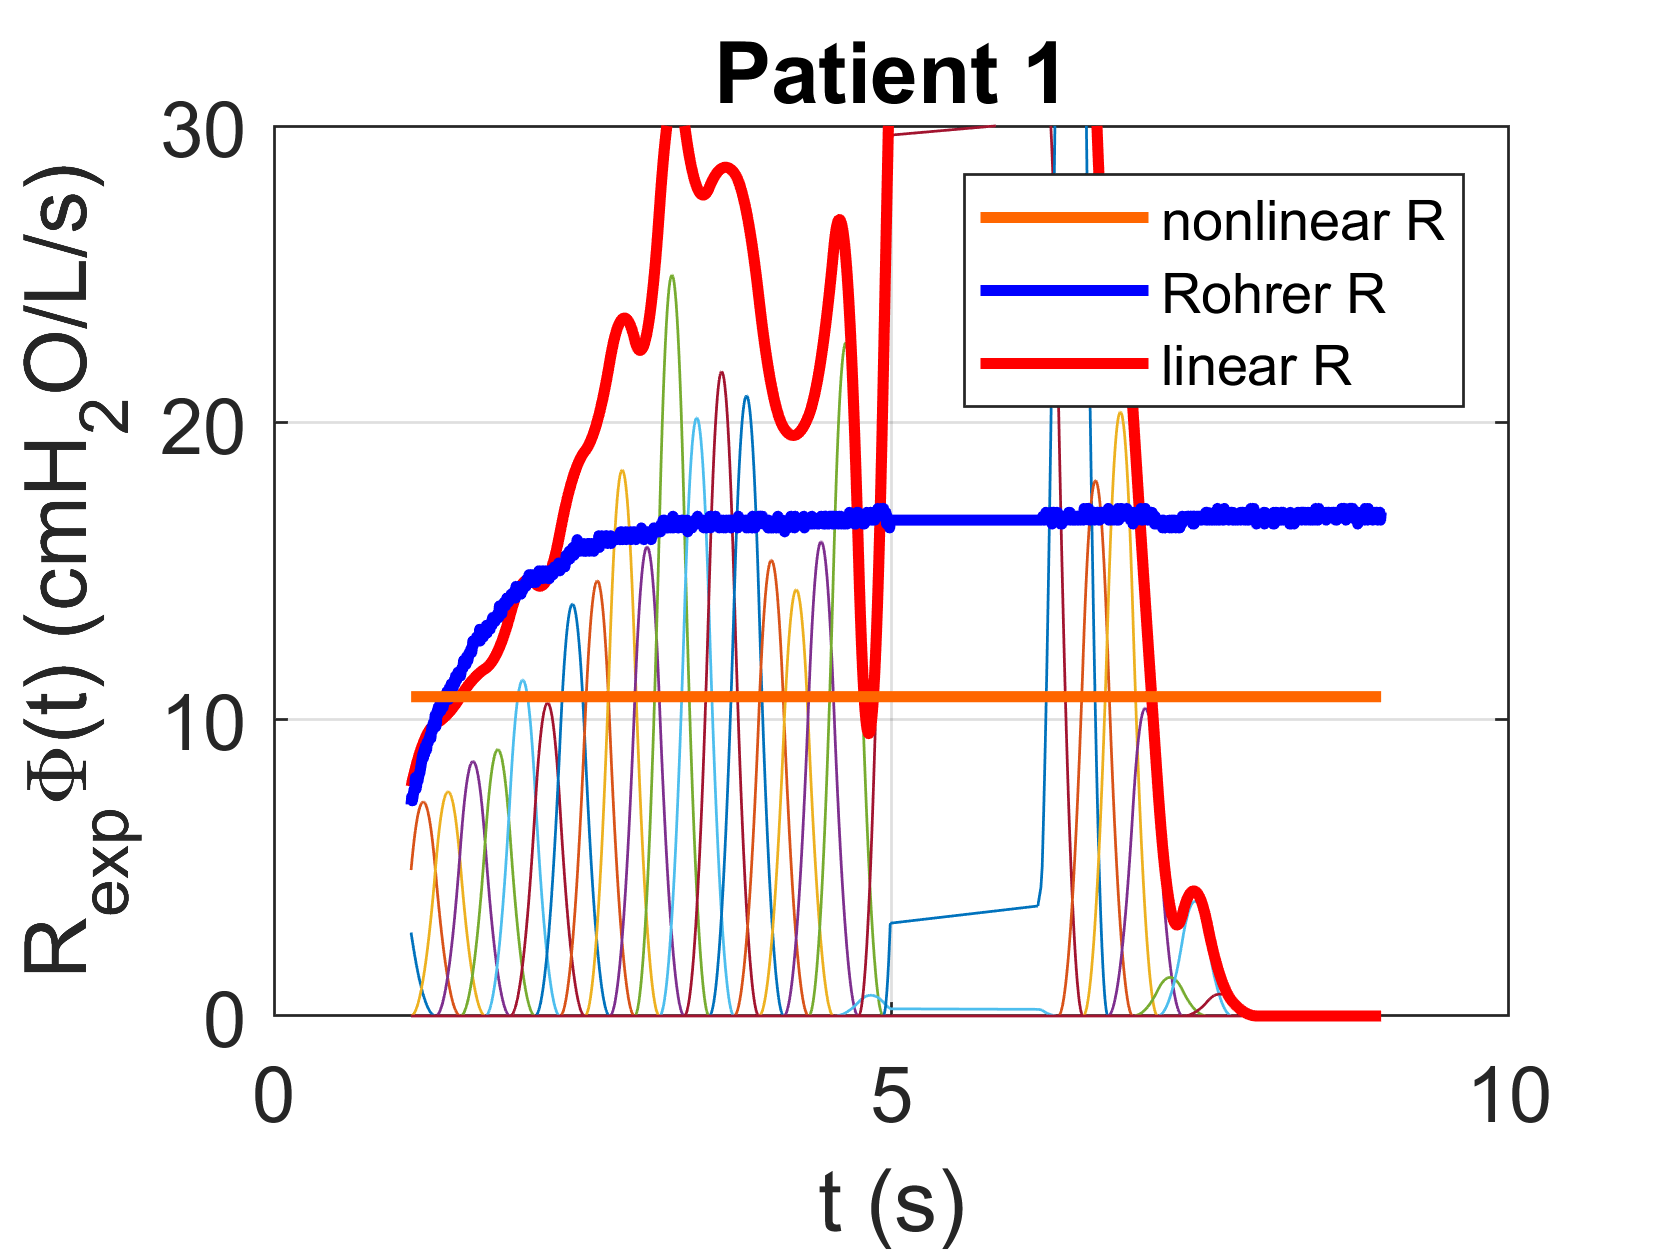 Patient 1
R_exp Φ(t) (cmH_2O/L/s)
30
20
10
0
nonlinear R
Rohrer R
linear R
0 5 10
t (s)